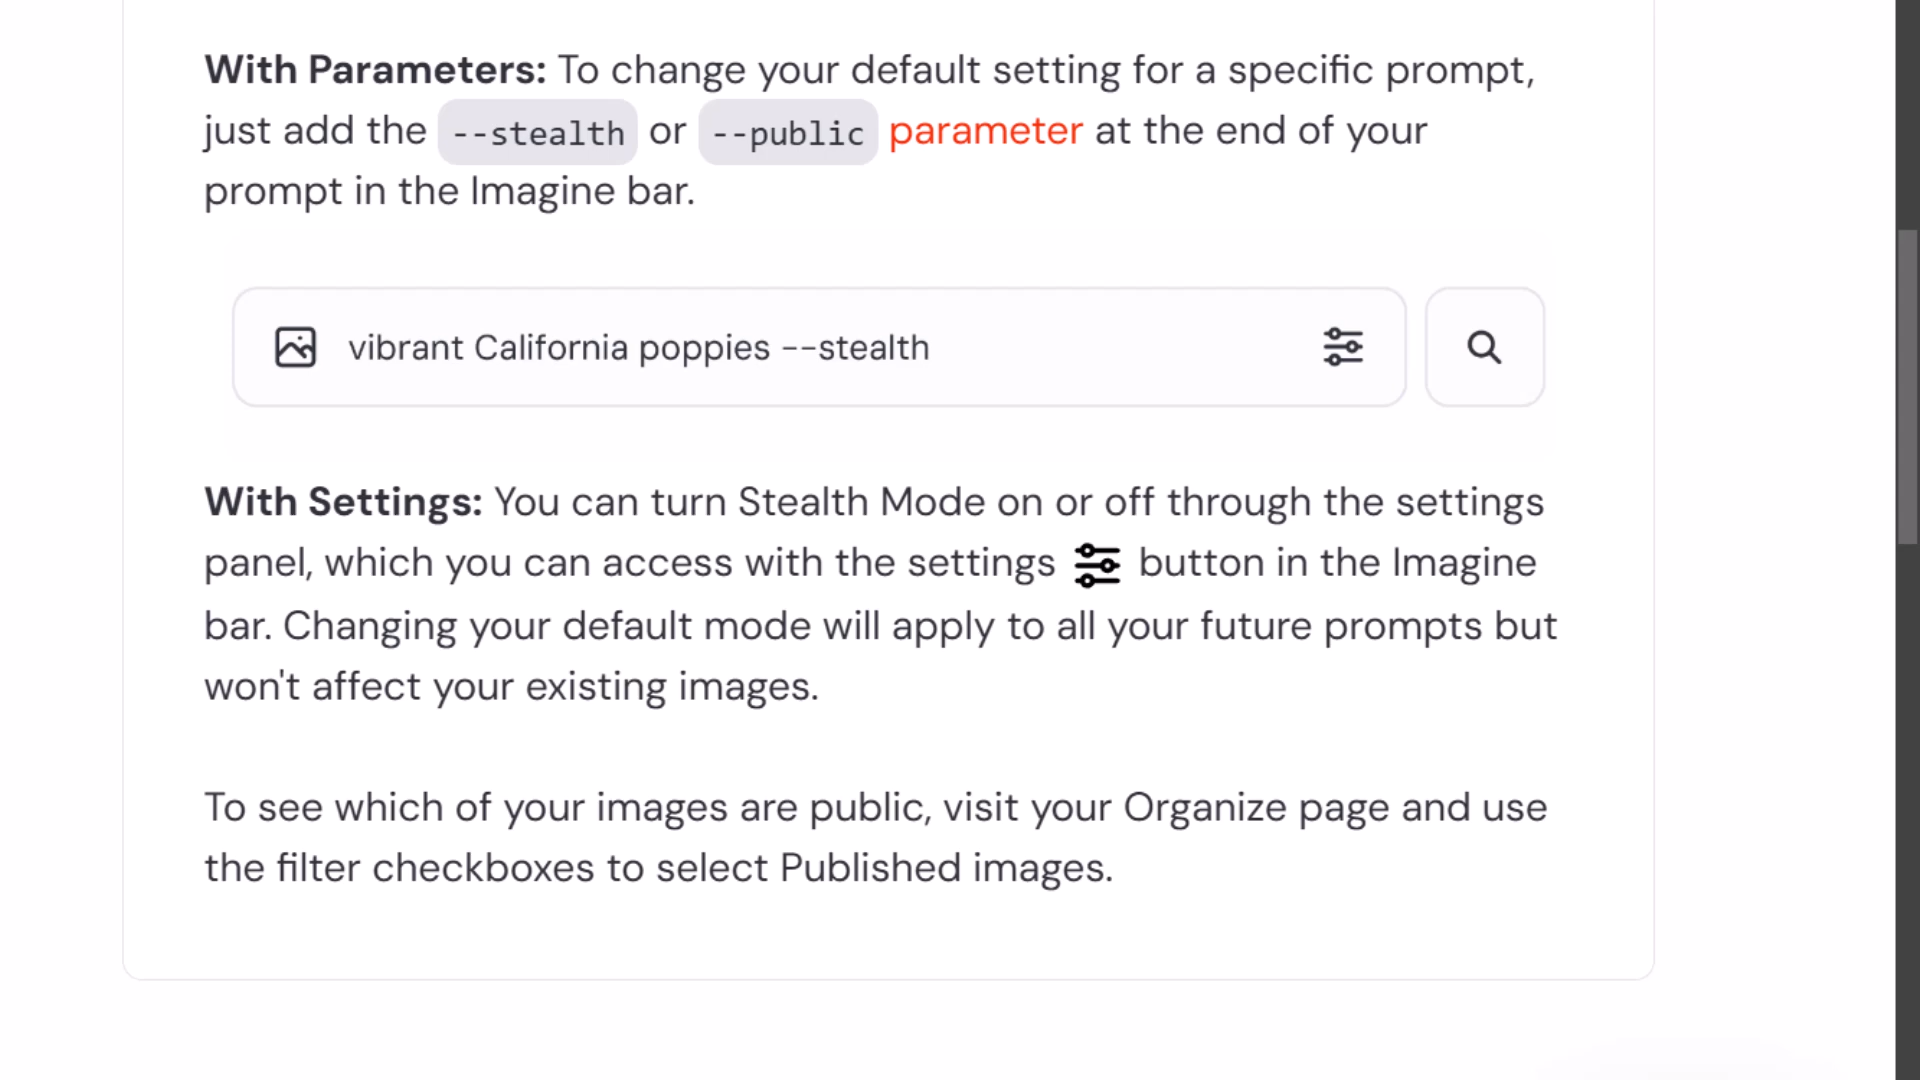 With Parameters: To change your default setting for a specific prompt,
just add the --stealth or --public parameter at the end of your
prompt in the Imagine bar.
vibrant California poppies --stealth
With Settings: You can turn Stealth Mode on or off through the settings
panel, which you can access with the settings button in the Imagine
bar. Changing your default mode will apply to all your future prompts but
won't affect your existing images.
To see which of your images are public, visit your Organize page and use
the filter checkboxes to select Published images.